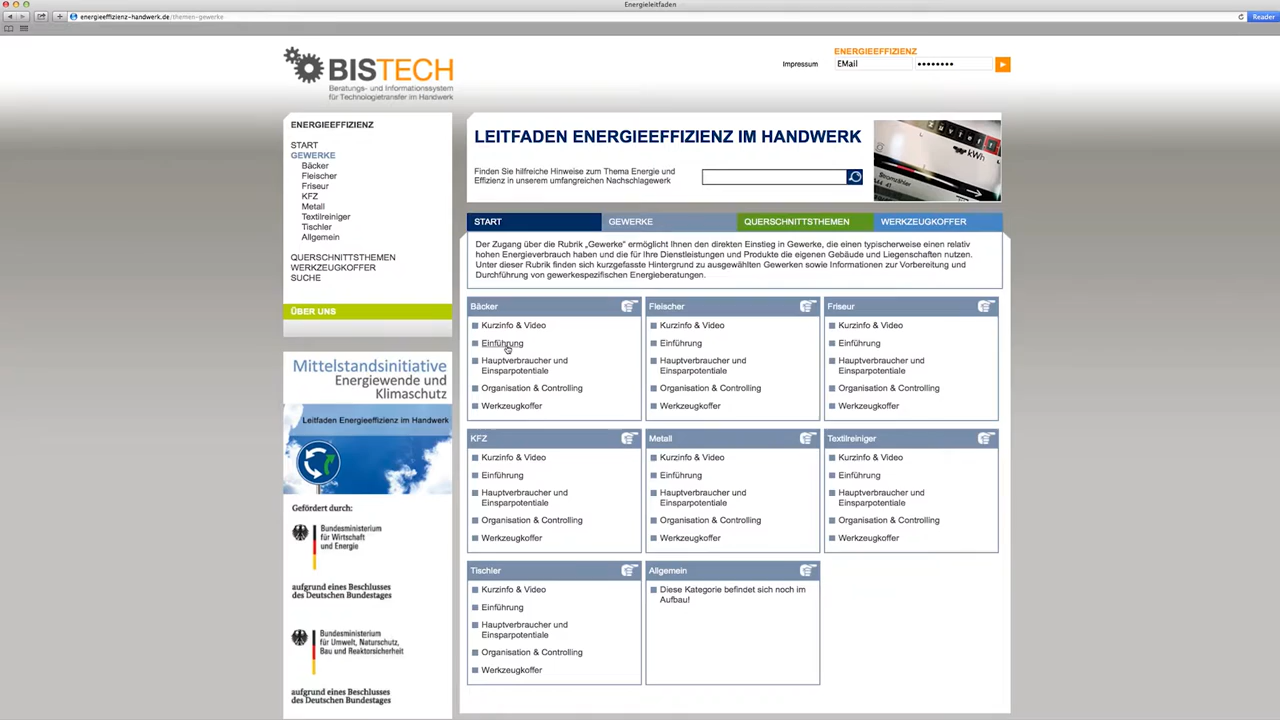 Energieleitfaden
energieeffizienz-handwerk.de/themen-gewerke
Reader
BISTECH
Beratungs- und Informationssystem
für Technologietransfer im Handwerk
Impressum
ENERGIEEFFIZIENZ
EMail
••••••••
ENERGIEEFFIZIENZ
START
GEWERKE
Bäcker
Fleischer
Friseur
KFZ
Metall
Textilreiniger
Tischler
Allgemein
QUERSCHNITTSTHEMEN
WERKZEUGKOFFER
SUCHE
ÜBER UNS
Mittelstandsinitiative
Energiewende und
Klimaschutz
Leitfaden Energieeffizienz im Handwerk
Gefördert durch:
Bundesministerium
für Wirtschaft
und Energie
aufgrund eines Beschlusses
des Deutschen Bundestages
Bundesministerium
für Umwelt, Naturschutz,
Bau und Reaktorsicherheit
aufgrund eines Beschlusses
des Deutschen Bundestages
LEITFADEN ENERGIEEFFIZIENZ IM HANDWERK
Finden Sie hilfreiche Hinweise zum Thema Energie und
Effizienz in unserem umfangreichen Nachschlagewerk
kWh
Stromzähler
START GEWERKE QUERSCHNITTSTHEMEN WERKZEUGKOFFER
Der Zugang über die Rubrik „Gewerke“ ermöglicht Ihnen den direkten Einstieg in Gewerke, die einen typischerweise einen relativ
hohen Energieverbrauch haben und die für Ihre Dienstleistungen und Produkte die eigenen Gebäude und Liegenschaften nutzen.
Unter dieser Rubrik finden sich kurzgefasste Hintergrund zu ausgewählten Gewerken sowie Informationen zur Vorbereitung und
Durchführung von gewerkespezifischen Energieberatungen.
Bäcker
Kurzinfo & Video
Einführung
Hauptverbraucher und
Einsparpotentiale
Organisation & Controlling
Werkzeugkoffer
Fleischer
Kurzinfo & Video
Einführung
Hauptverbraucher und
Einsparpotentiale
Organisation & Controlling
Werkzeugkoffer
Friseur
Kurzinfo & Video
Einführung
Hauptverbraucher und
Einsparpotentiale
Organisation & Controlling
Werkzeugkoffer
KFZ
Kurzinfo & Video
Einführung
Hauptverbraucher und
Einsparpotentiale
Organisation & Controlling
Werkzeugkoffer
Metall
Kurzinfo & Video
Einführung
Hauptverbraucher und
Einsparpotentiale
Organisation & Controlling
Werkzeugkoffer
Textilreiniger
Kurzinfo & Video
Einführung
Hauptverbraucher und
Einsparpotentiale
Organisation & Controlling
Werkzeugkoffer
Tischler
Kurzinfo & Video
Einführung
Hauptverbraucher und
Einsparpotentiale
Organisation & Controlling
Werkzeugkoffer
Allgemein
Diese Kategorie befindet sich noch im
Aufbau!